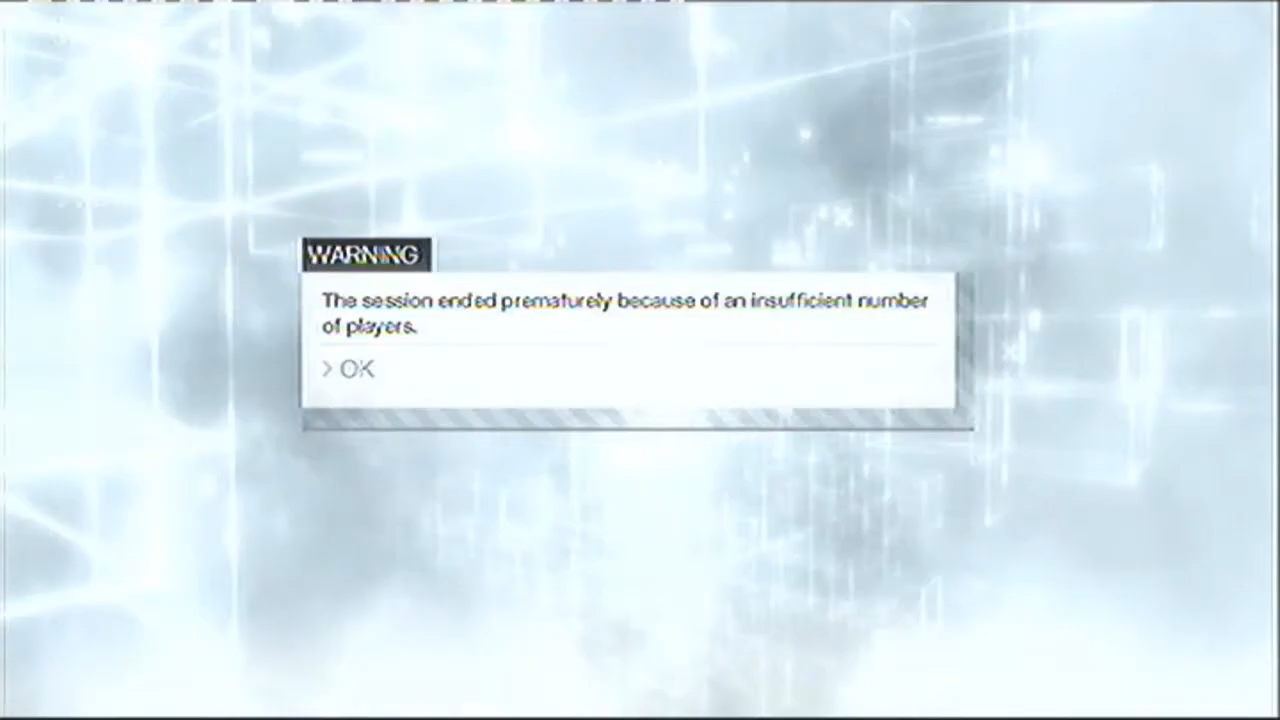 WARNING
The session ended prematurely because of an insufficient number
of players.
> OK